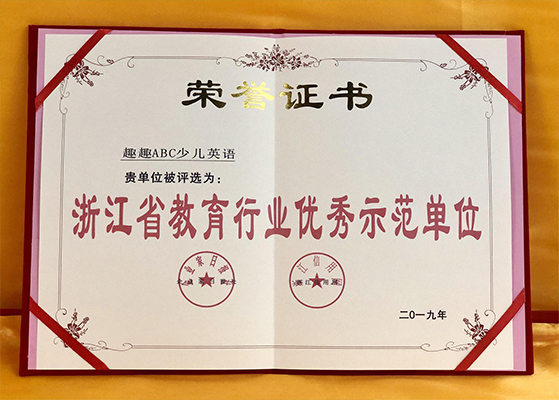 荣誉证书
趣趣ABC少儿英语
贵单位被评选为：
浙江省教育行业优秀示范单位
二〇一九年